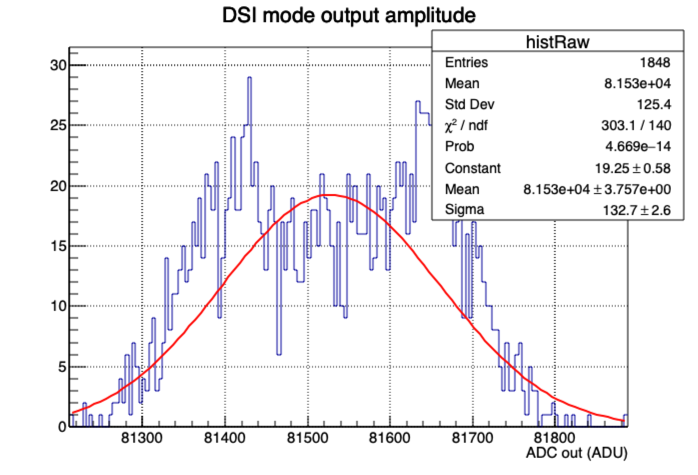 DSI mode output amplitude
histRaw
Entries 1848
Mean 8.153e+04
Std Dev 125.4
χ² / ndf 303.1 / 140
Prob 4.669e−14
Constant 19.25 ± 0.58
Mean 8.153e+04 ± 3.757e+00
Sigma 132.7 ± 2.6
30
25
20
15
10
5
0
81300 81400 81500 81600 81700 81800
ADC out (ADU)